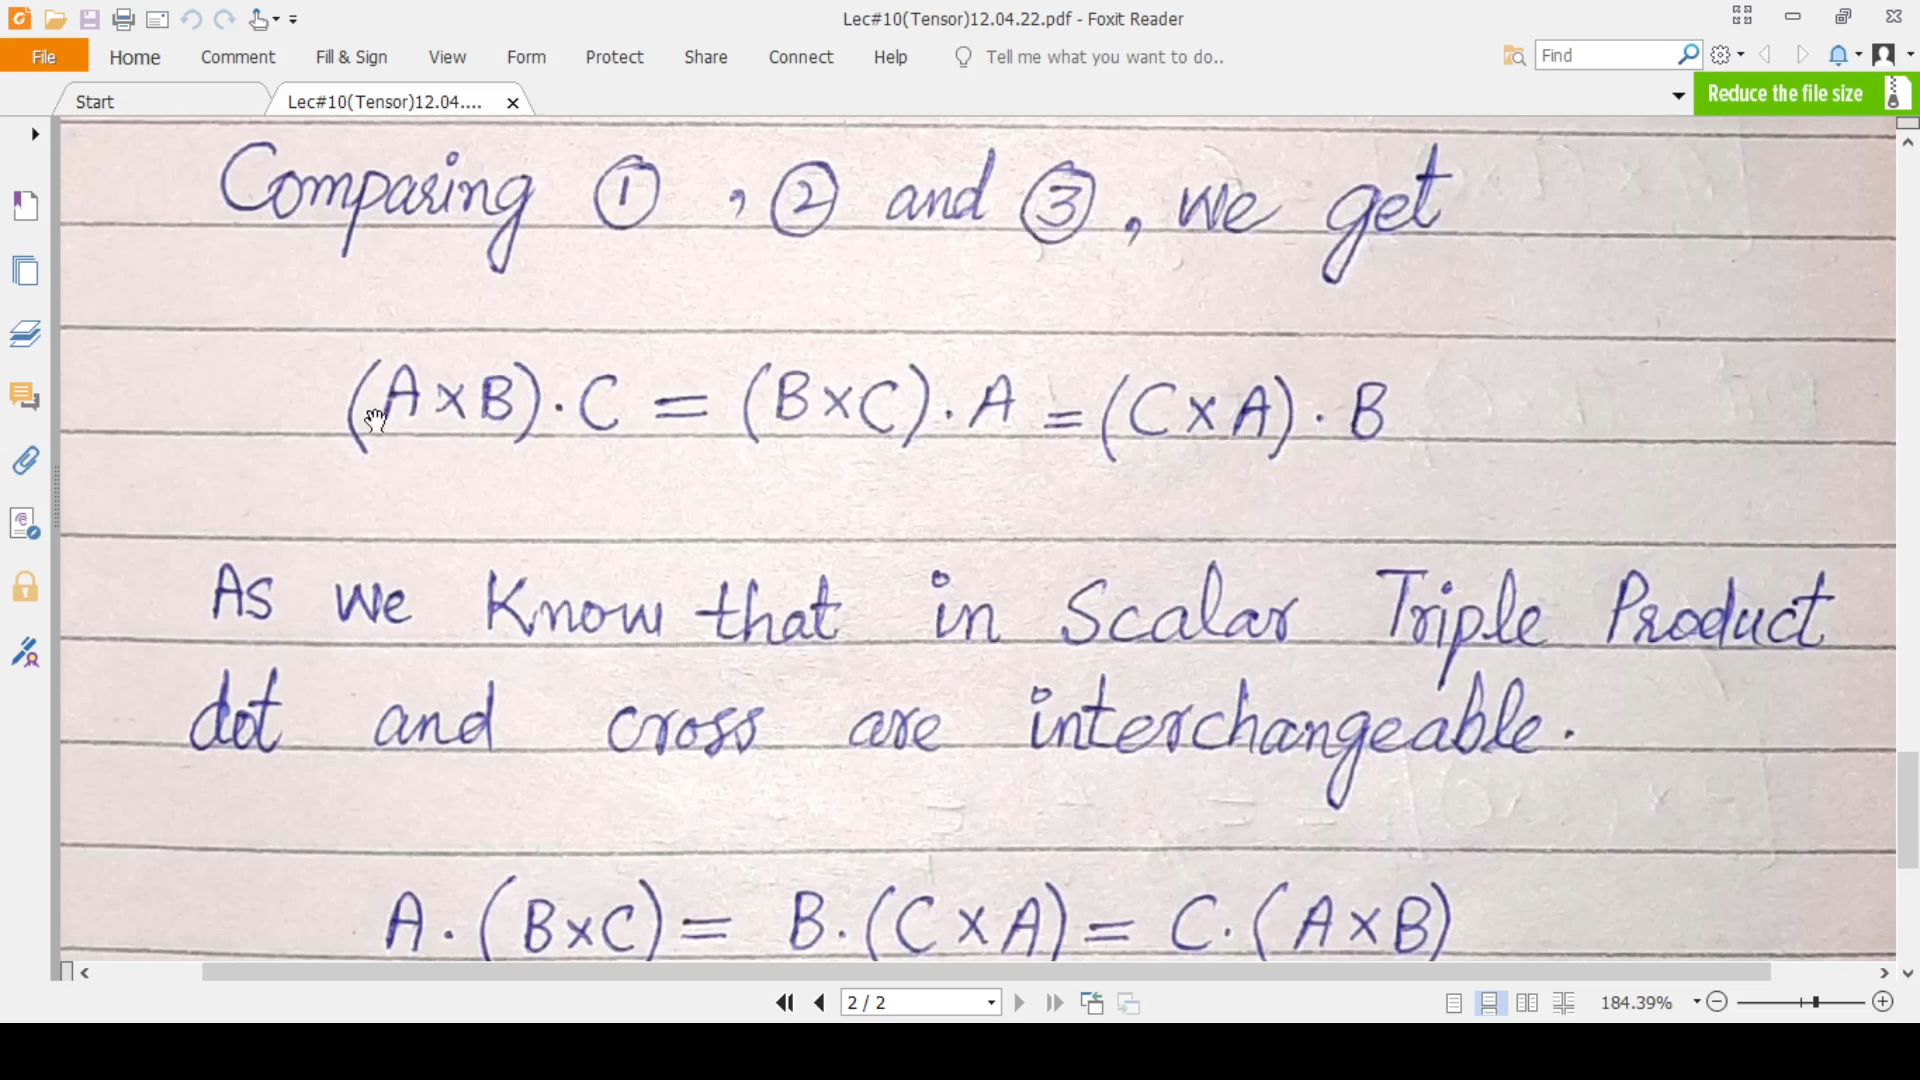 Lec#10(Tensor)12.04.22.pdf - Foxit Reader
File Home Comment Fill & Sign View Form Protect Share Connect Help Tell me what you want to do.. Find
Start Lec#10(Tensor)12.04.... Reduce the file size
Comparing ① , ② and ③ , we get
(A×B)·C = (B×C)·A = (C×A)·B
As we Know that in Scalar Triple Product
dot and cross are interchangeable.
A·(B×C) = B·(C×A) = C·(A×B)
2 / 2 184.39%